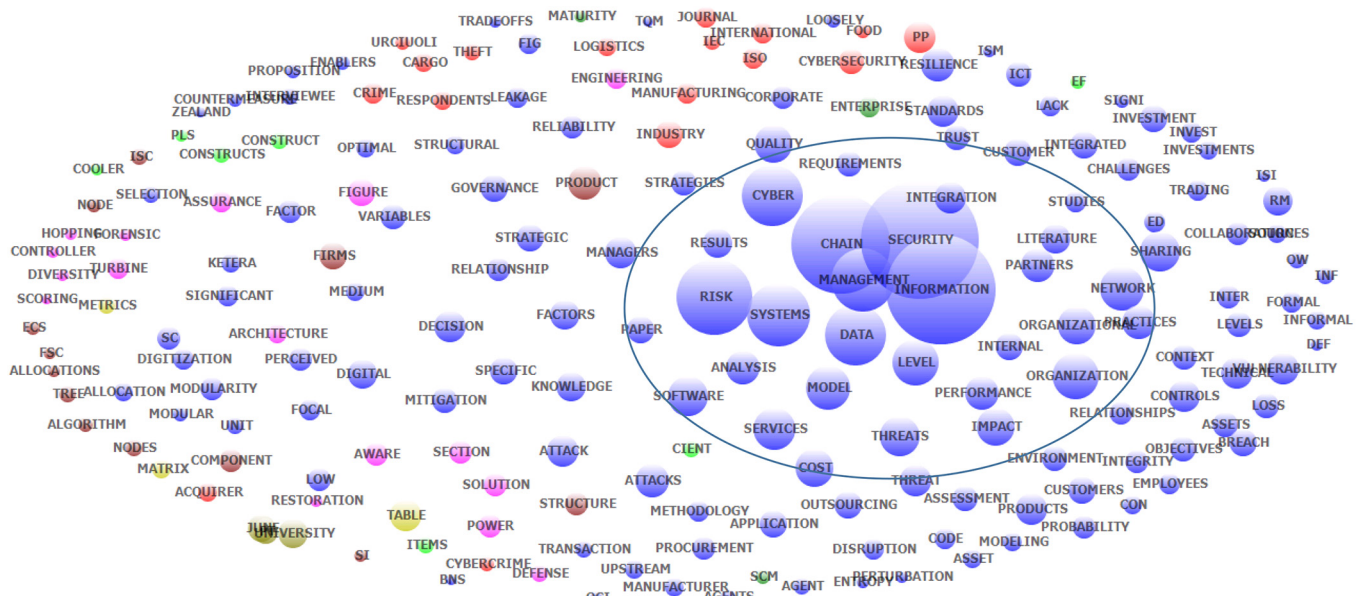 TRADEOFFS
MATURITY
TQM
JOURNAL
INTERNATIONAL
LOOSELY
FOOD
PP
URCIUOLI
THEFT
FIG
LOGISTICS
IEC
ISO
CYBERSECURITY
RESILIENCE
ISM
ICT
EF
PROPOSITION
ENABLERS
CARGO
ENGINEERING
COUNTERMEASURE
INTERVIEWEE
CRIME
RESPONDENTS
LEAKAGE
MANUFACTURING
CORPORATE
ENTERPRISE
STANDARDS
LACK
SIGNI
INVESTMENT
ZEALAND
PLS
CONSTRUCT
CONSTRUCTS
OPTIMAL
STRUCTURAL
RELIABILITY
INDUSTRY
QUALITY
TRUST
CUSTOMER
INTEGRATED
INVEST
INVESTMENTS
ISC
COOLER
REQUIREMENTS
CHALLENGES
ISI
NODE
SELECTION
ASSURANCE
FIGURE
GOVERNANCE
PRODUCT
STRATEGIES
CYBER
INTEGRATION
STUDIES
TRADING
RM
FACTOR
VARIABLES
HOPPING
FORENSIC
CONTROLLER
STRATEGIC
MANAGERS
RESULTS
CHAIN
SECURITY
LITERATURE
ED
SHARING
COLLABORATION
DIVERSITY
TURBINE
KETERA
FIRMS
RELATIONSHIP
MANAGEMENT
INFORMATION
PARTNERS
OW
INF
SCORING
METRICS
SIGNIFICANT
MEDIUM
RISK
SYSTEMS
NETWORK
INTER
FORMAL
ECS
SC
ARCHITECTURE
DECISION
FACTORS
PAPER
DATA
ORGANIZATIONAL
PRACTICES
LEVELS
INFORMAL
FSC
DIGITIZATION
PERCEIVED
INTERNAL
CONTEXT
DEF
ALLOCATIONS
DIGITAL
SPECIFIC
ANALYSIS
LEVEL
ORGANIZATION
TECHNICAL
VULNERABILITY
TREE
ALLOCATION
MODULARITY
KNOWLEDGE
SOFTWARE
MODEL
PERFORMANCE
CONTROLS
ALGORITHM
MODULAR
UNIT
FOCAL
MITIGATION
RELATIONSHIPS
LOSS
SERVICES
THREATS
IMPACT
ASSETS
NODES
MATRIX
COMPONENT
AWARE
SECTION
ATTACK
CIENT
OBJECTIVES
BREACH
ENVIRONMENT
INTEGRITY
COST
ACQUIRER
LOW
RESTORATION
SOLUTION
ATTACKS
THREAT
EMPLOYEES
CUSTOMERS
STRUCTURE
METHODOLOGY
OUTSOURCING
ASSESSMENT
PRODUCTS
CON
JUNE
UNIVERSITY
TABLE
POWER
APPLICATION
PROBABILITY
ITEMS
SI
TRANSACTION
PROCUREMENT
DISRUPTION
CODE
MODELING
ASSET
CYBERCRIME
DEFENSE
BNS
UPSTREAM
MANUFACTURER
SCM
AGENT
ENTROPY
PERTURBATION
AGENTS